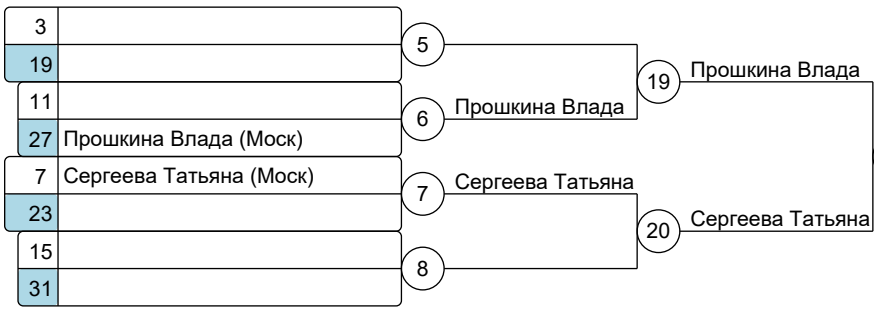 3
5
19
19 Прошкина Влада
11
6 Прошкина Влада
27 Прошкина Влада (Моск)
7 Сергеева Татьяна (Моск)
7 Сергеева Татьяна
23
20 Сергеева Татьяна
15
8
31